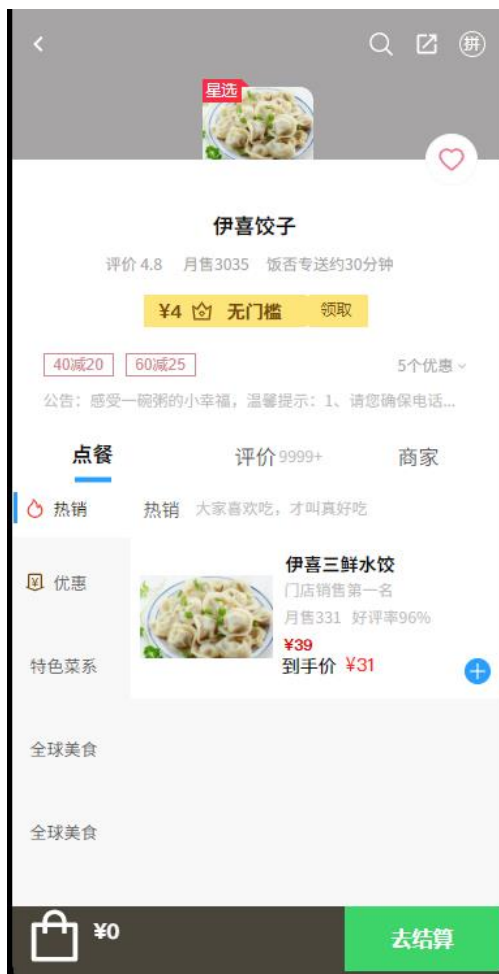 拼
星选
伊喜饺子
评价 4.8 月售3035 饭否专送约30分钟
¥4 无门槛 领取
40减20 60减25 5个优惠
公告：感受一碗粥的小幸福，温馨提示：1、请您确保电话...
点餐 评价 9999+ 商家
热销
热销 大家喜欢吃，才叫真好吃
优惠
伊喜三鲜水饺
门店销售第一名
月售331 好评率96%
¥39
到手价 ¥31
特色菜系
全球美食
全球美食
¥0 去结算